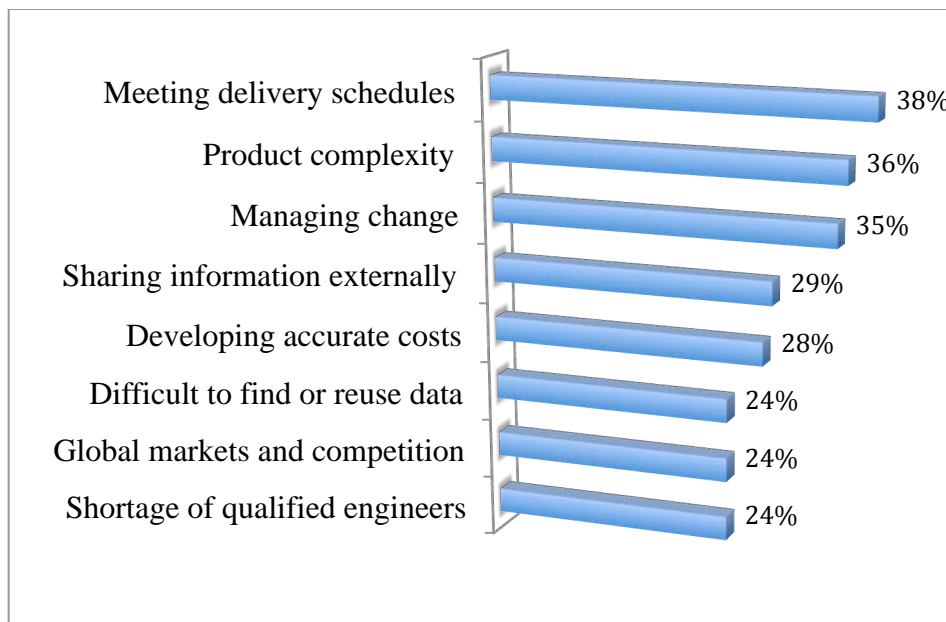 Meeting delivery schedules 38%
Product complexity 36%
Managing change 35%
Sharing information externally 29%
Developing accurate costs 28%
Difficult to find or reuse data 24%
Global markets and competition 24%
Shortage of qualified engineers 24%